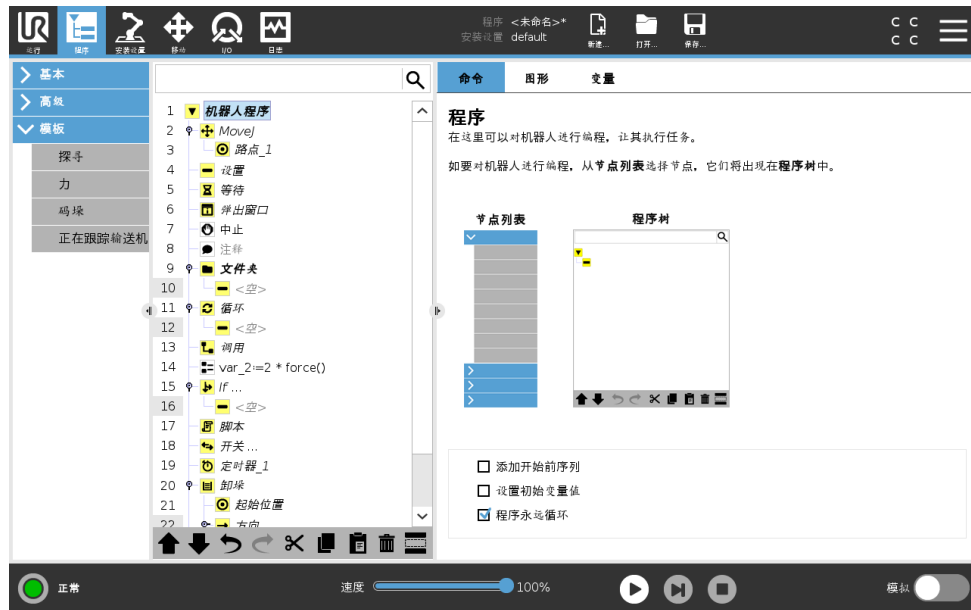 UR
运行
程序
安装设置
移动
I/O
日志
程序 <未命名>*
安装设置 default
新建...
打开...
保存...
C C
C C
基本
高级
模板
探寻
力
码垛
正在跟踪输送机
1 机器人程序
2 MoveJ
3 路点_1
4 设置
5 等待
6 弹出窗口
7 中止
8 注释
9 文件夹
10 <空>
11 循环
12 <空>
13 调用
14 var_2:=2 * force()
15 If ...
16 <空>
17 脚本
18 开关 ...
19 定时器_1
20 卸垛
21 起始位置
22 方向
命令
图形
变量
程序
在这里可以对机器人进行编程，让其执行任务。
如要对机器人进行编程，从节点列表选择节点，它们将出现在程序树中。
节点列表
程序树
添加开始前序列
设置初始变量值
程序永远循环
正常
速度
100%
模拟